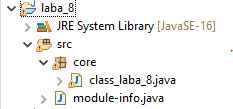 laba_8
JRE System Library [JavaSE-16]
src
core
class_laba_8.java
module-info.java